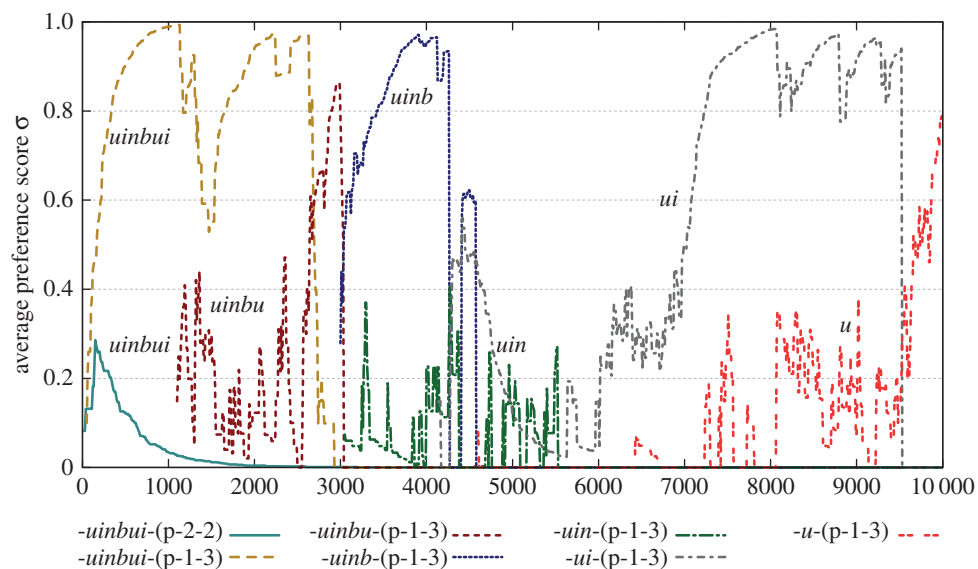 1.0
0.8
0.6
0.4
0.2
0
average preference score σ
uinbui
uinbui
uinbu
uinb
uin
ui
u
0 1000 2000 3000 4000 5000 6000 7000 8000 9000 10 000
-uinbui-(p-2-2) -uinbu-(p-1-3) -uin-(p-1-3) -u-(p-1-3)
-uinbui-(p-1-3) -uinb-(p-1-3) -ui-(p-1-3)